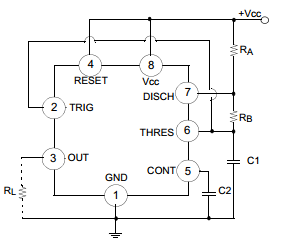 +Vcc
RA
4
8
RESET
Vcc
DISCH
7
2
TRIG
RB
THRES
6
3
OUT
C1
CONT
5
GND
RL
C2
1